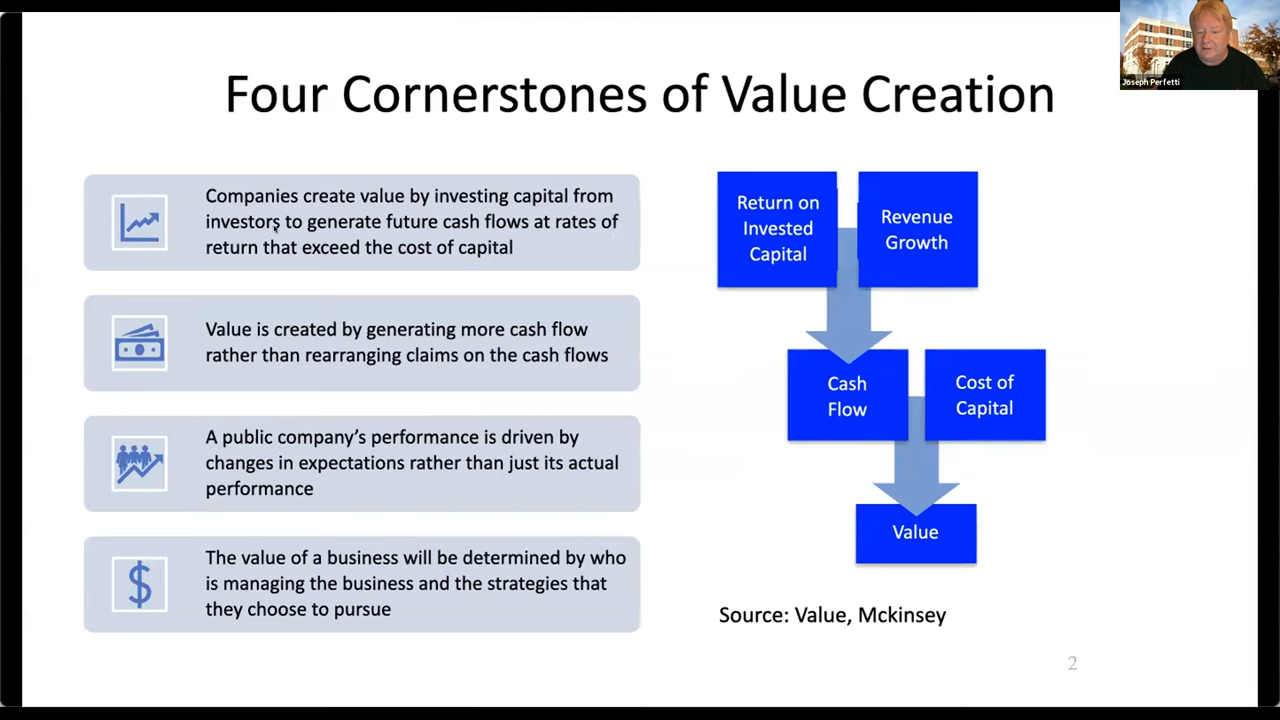 Four Cornerstones of Value Creation
Companies create value by investing capital from
investors to generate future cash flows at rates of
return that exceed the cost of capital
Value is created by generating more cash flow
rather than rearranging claims on the cash flows
A public company’s performance is driven by
changes in expectations rather than just its actual
performance
The value of a business will be determined by who
is managing the business and the strategies that
they choose to pursue
Return on
Invested
Capital
Revenue
Growth
Cash
Flow
Cost of
Capital
Value
Source: Value, Mckinsey
2
Joseph Perfetti